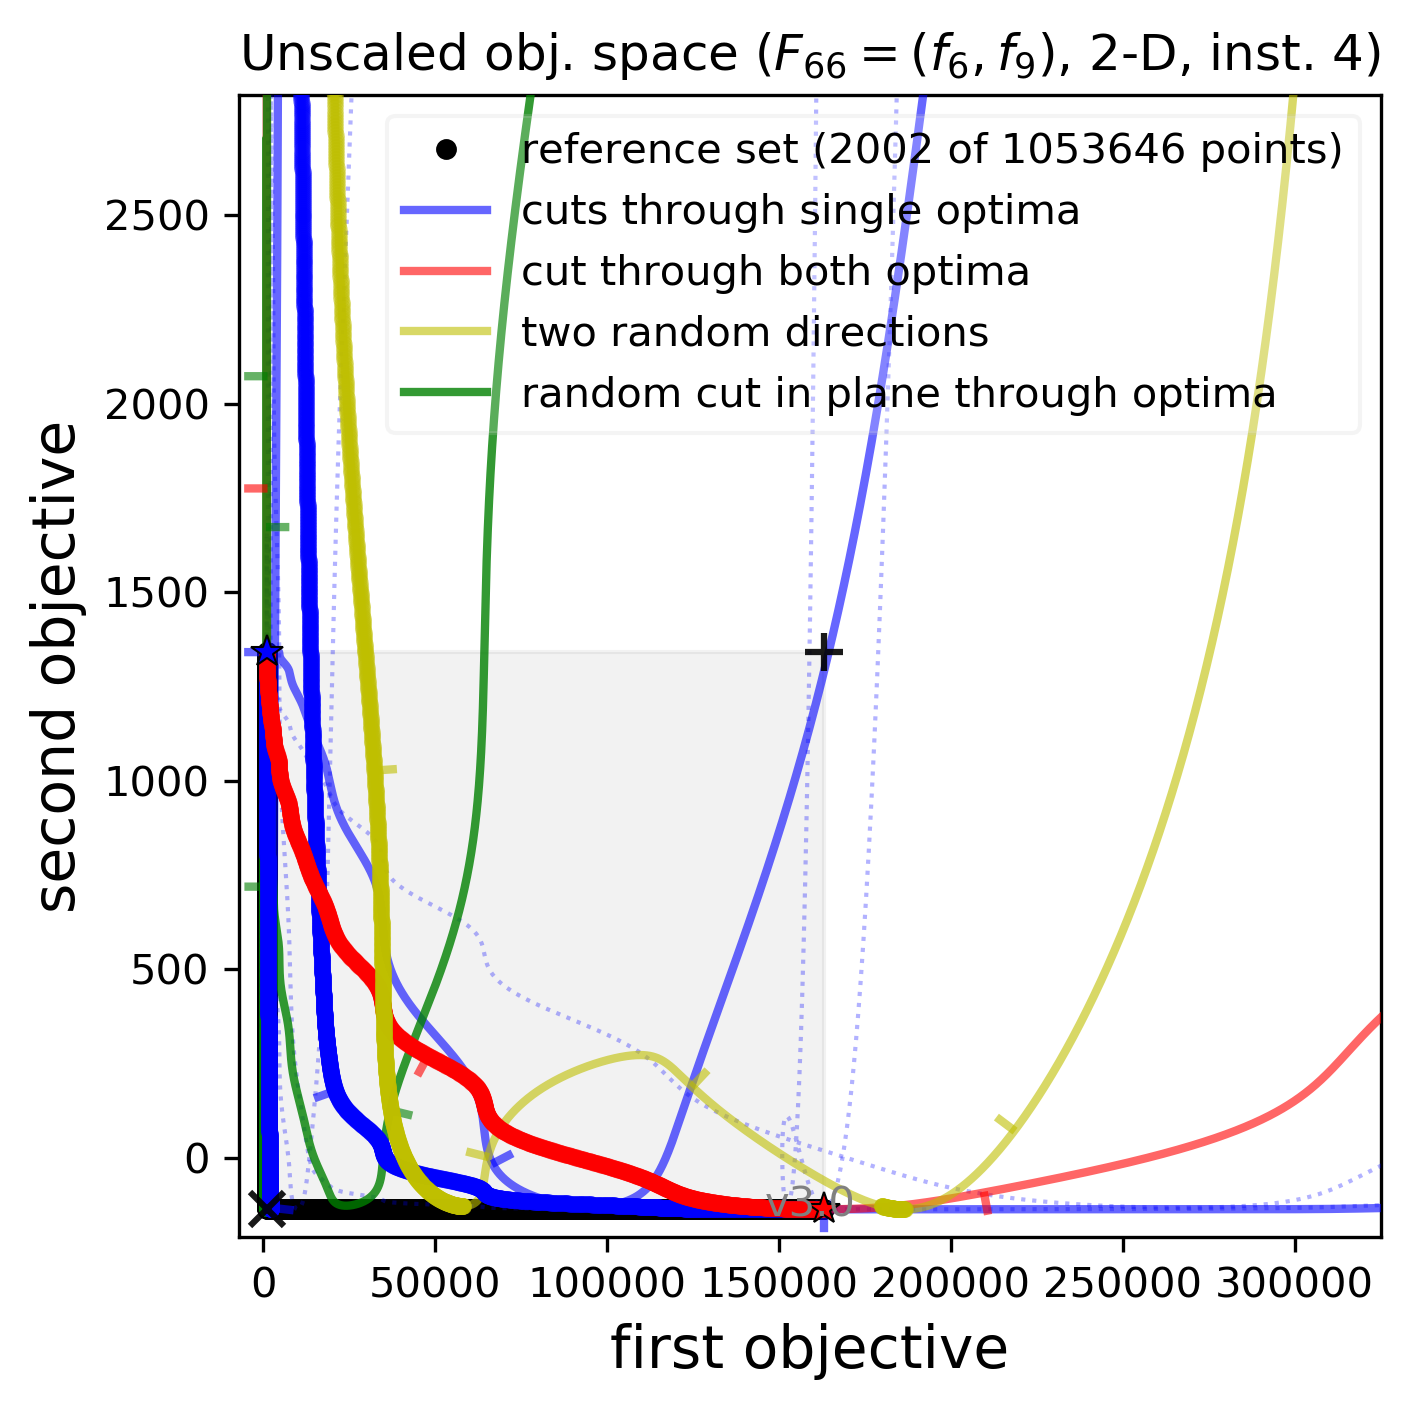 Unscaled obj. space (F₆₆ = (f₆, f₉), 2-D, inst. 4)
reference set (2002 of 1053646 points)
cuts through single optima
cut through both optima
two random directions
random cut in plane through optima
second objective
2500
2000
1500
1000
500
0
v3.0
0 50000 100000 150000 200000 250000 300000
first objective